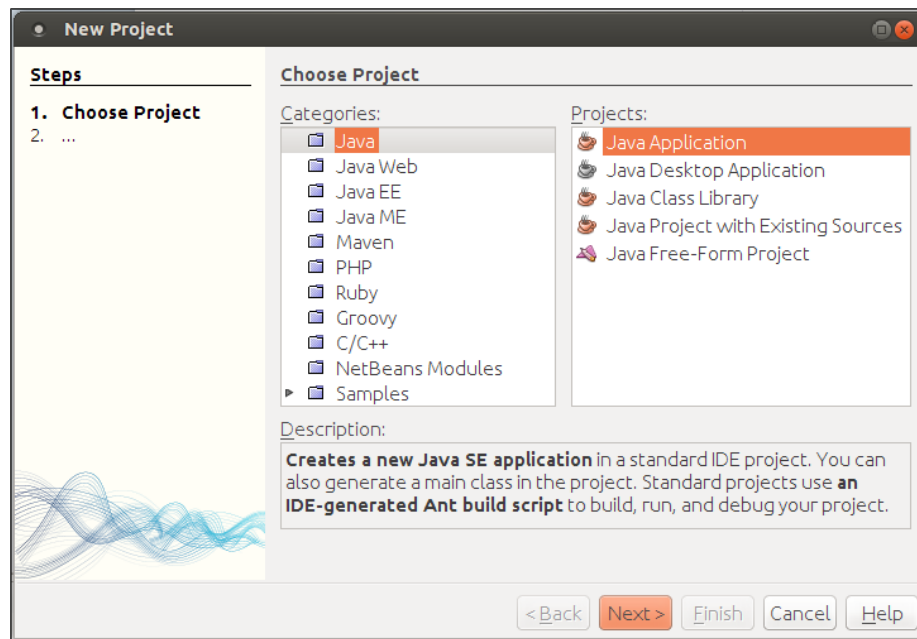 New Project
Steps
1. Choose Project
2. ...
Choose Project
Categories:
Java
Java Web
Java EE
Java ME
Maven
PHP
Ruby
Groovy
C/C++
NetBeans Modules
Samples
Projects:
Java Application
Java Desktop Application
Java Class Library
Java Project with Existing Sources
Java Free-Form Project
Description:
Creates a new Java SE application in a standard IDE project. You can
also generate a main class in the project. Standard projects use an
IDE-generated Ant build script to build, run, and debug your project.
< Back
Next >
Finish
Cancel
Help